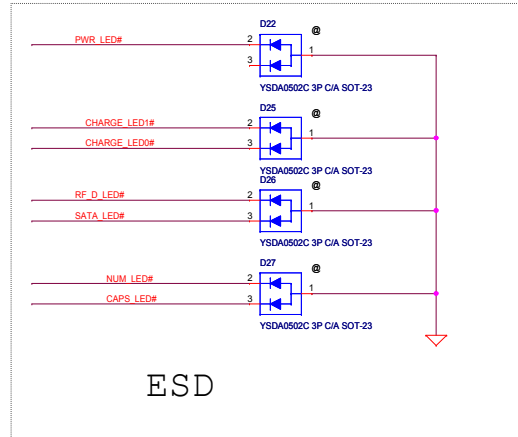 D22
@
PWR_LED#
2
1
3
YSDA0502C 3P C/A SOT-23
D25
@
CHARGE_LED1#
2
1
CHARGE_LED0#
3
YSDA0502C 3P C/A SOT-23
D26
@
RF_D_LED#
2
1
SATA_LED#
3
YSDA0502C 3P C/A SOT-23
D27
@
NUM_LED#
2
1
CAPS_LED#
3
YSDA0502C 3P C/A SOT-23
ESD